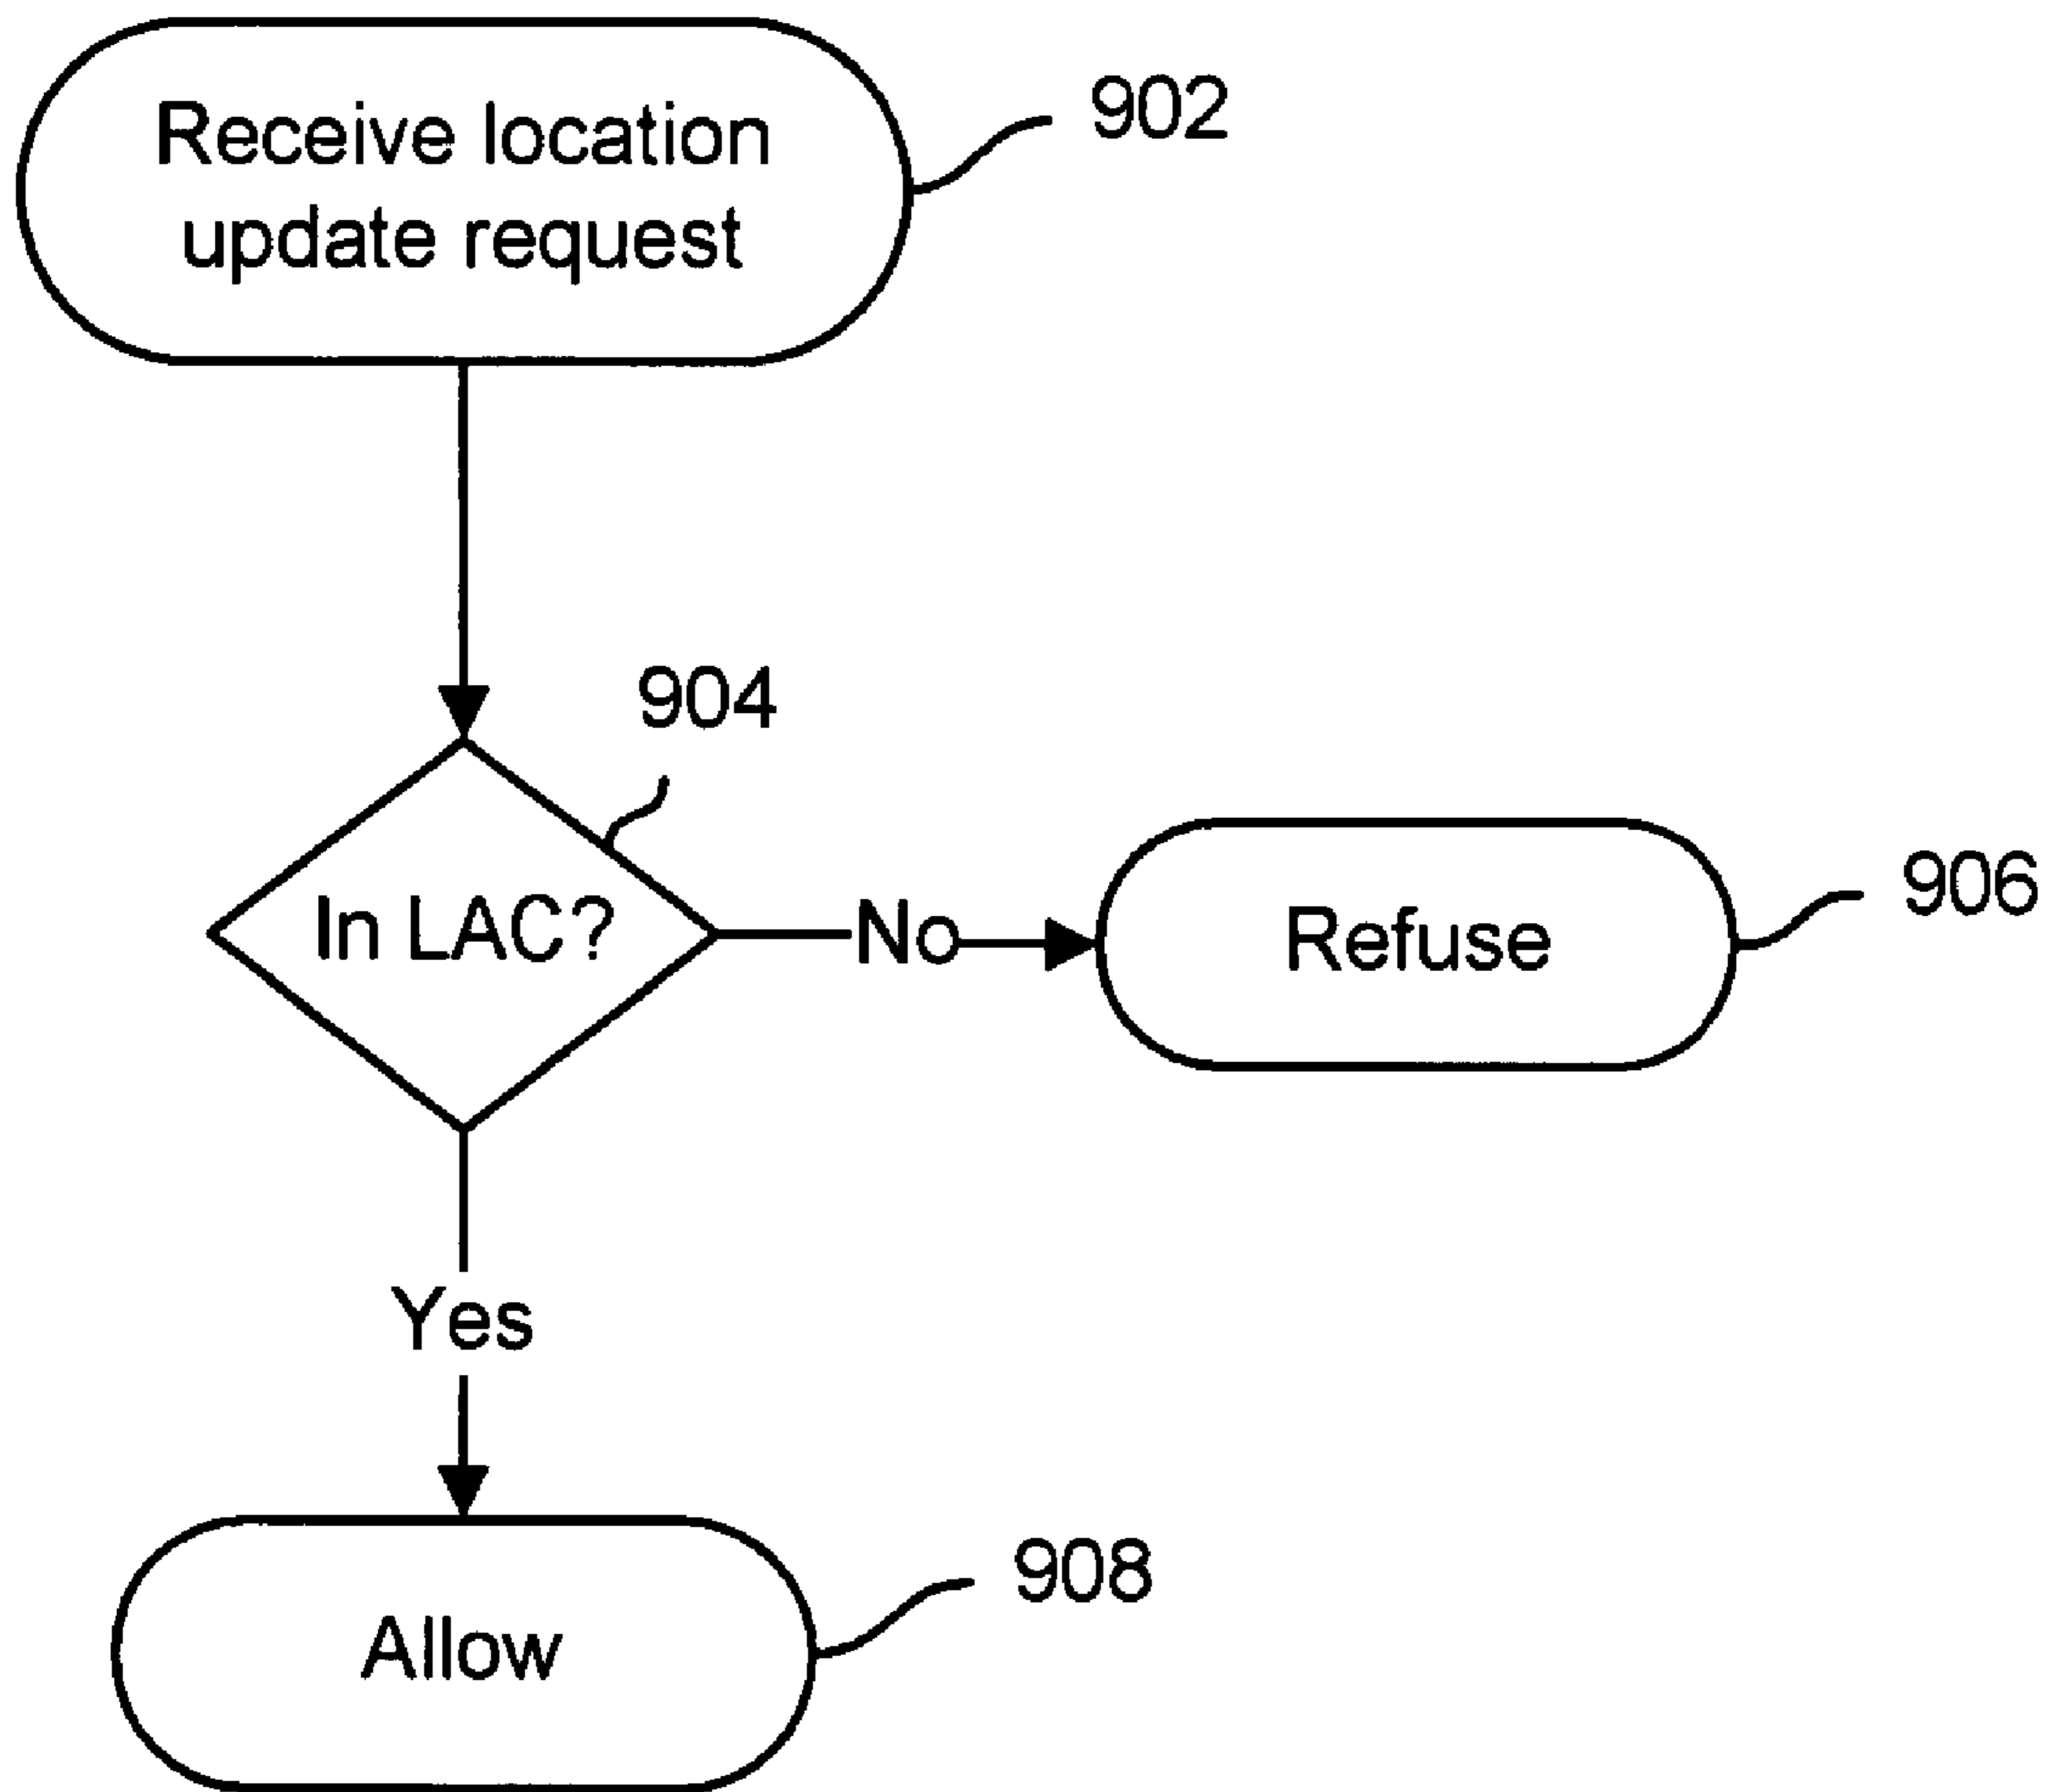 Receive location
update request
902
904
In LAC?
No
Refuse
906
Yes
Allow
908